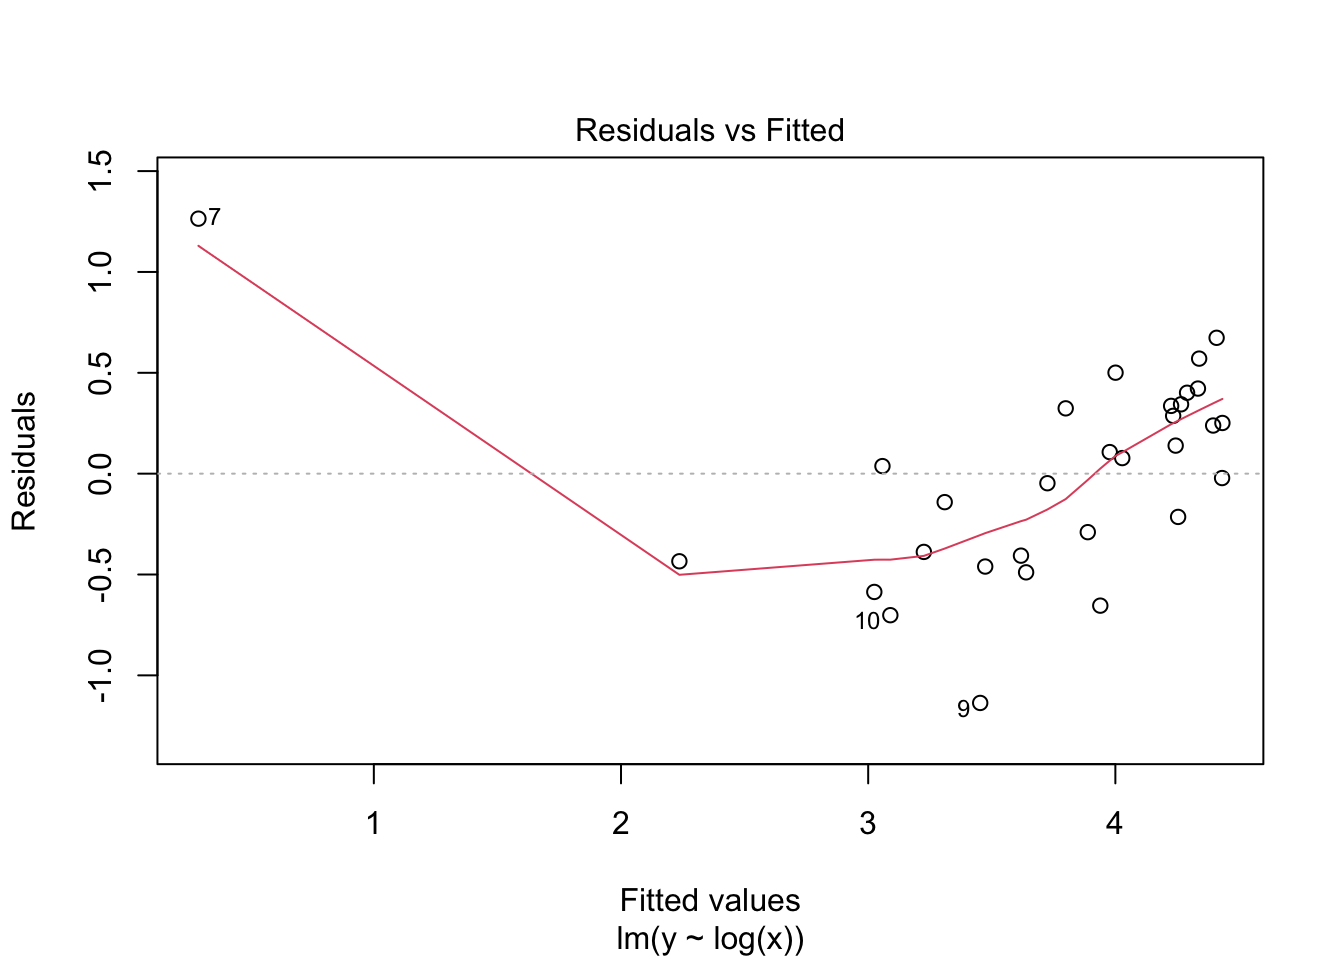 Residuals vs Fitted
1.5
1.0
0.5
0.0
-0.5
-1.0
Residuals
7
10
9
1 2 3 4
Fitted values
lm(y ~ log(x))